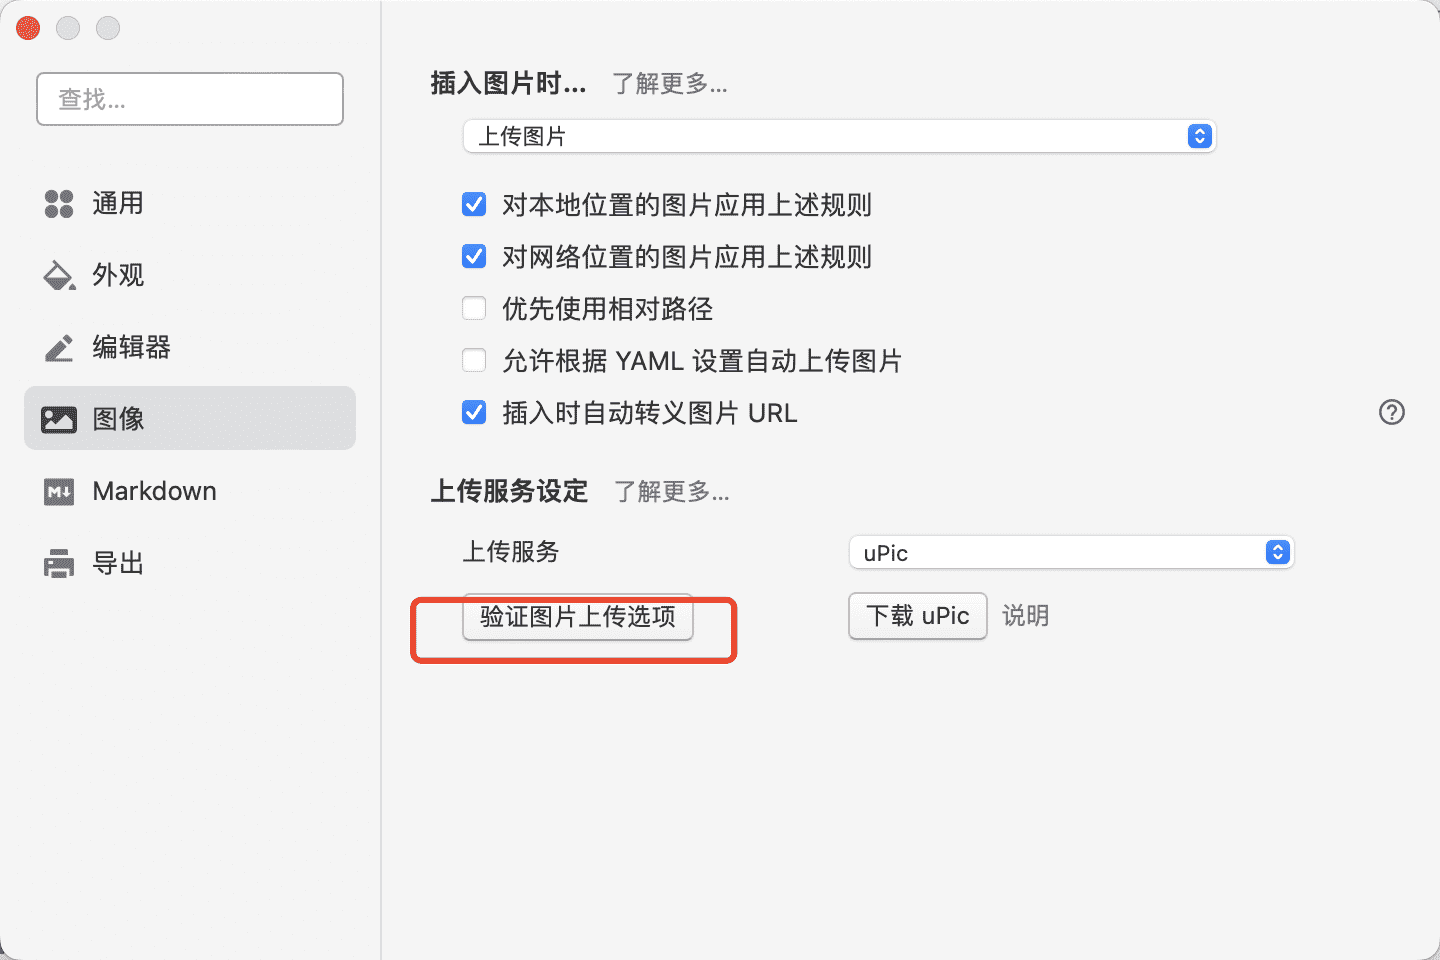 查找...
通用
外观
编辑器
图像
Markdown
导出
插入图片时... 了解更多...
上传图片
对本地位置的图片应用上述规则
对网络位置的图片应用上述规则
优先使用相对路径
允许根据 YAML 设置自动上传图片
插入时自动转义图片 URL
上传服务设定 了解更多...
上传服务 uPic
验证图片上传选项 下载 uPic 说明